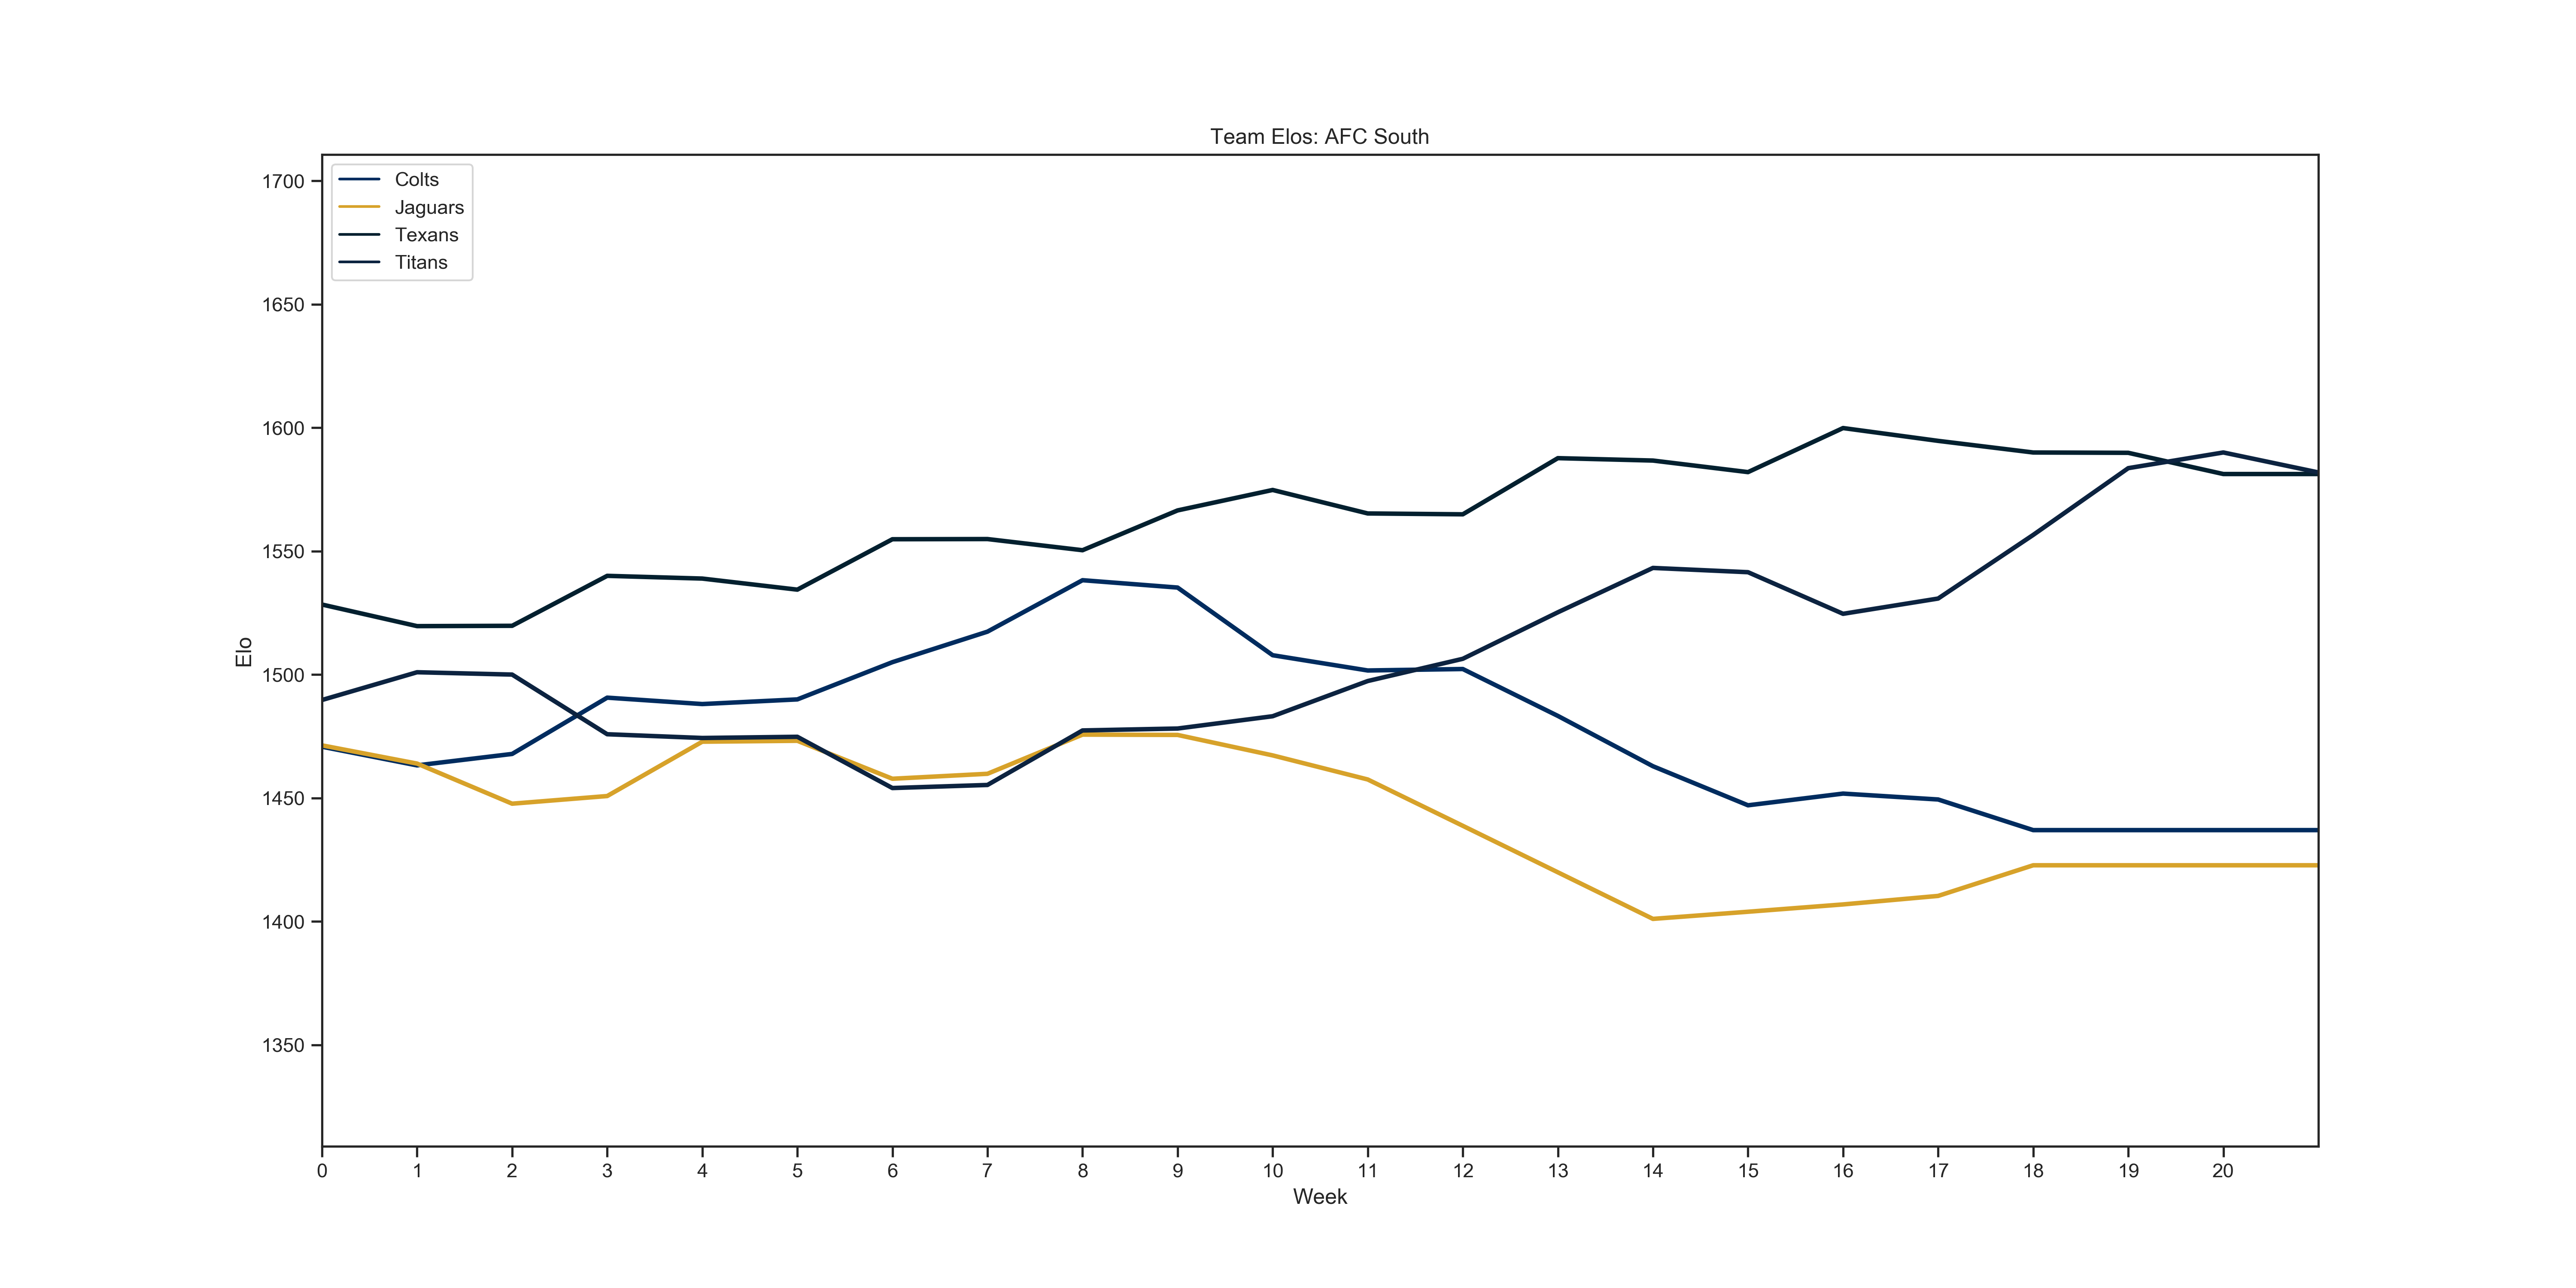 Team Elos: AFC South
Colts
Jaguars
Texans
Titans
1700
1650
1600
1550
1500
1450
1400
1350
Elo
0 1 2 3 4 5 6 7 8 9 10 11 12 13 14 15 16 17 18 19 20
Week